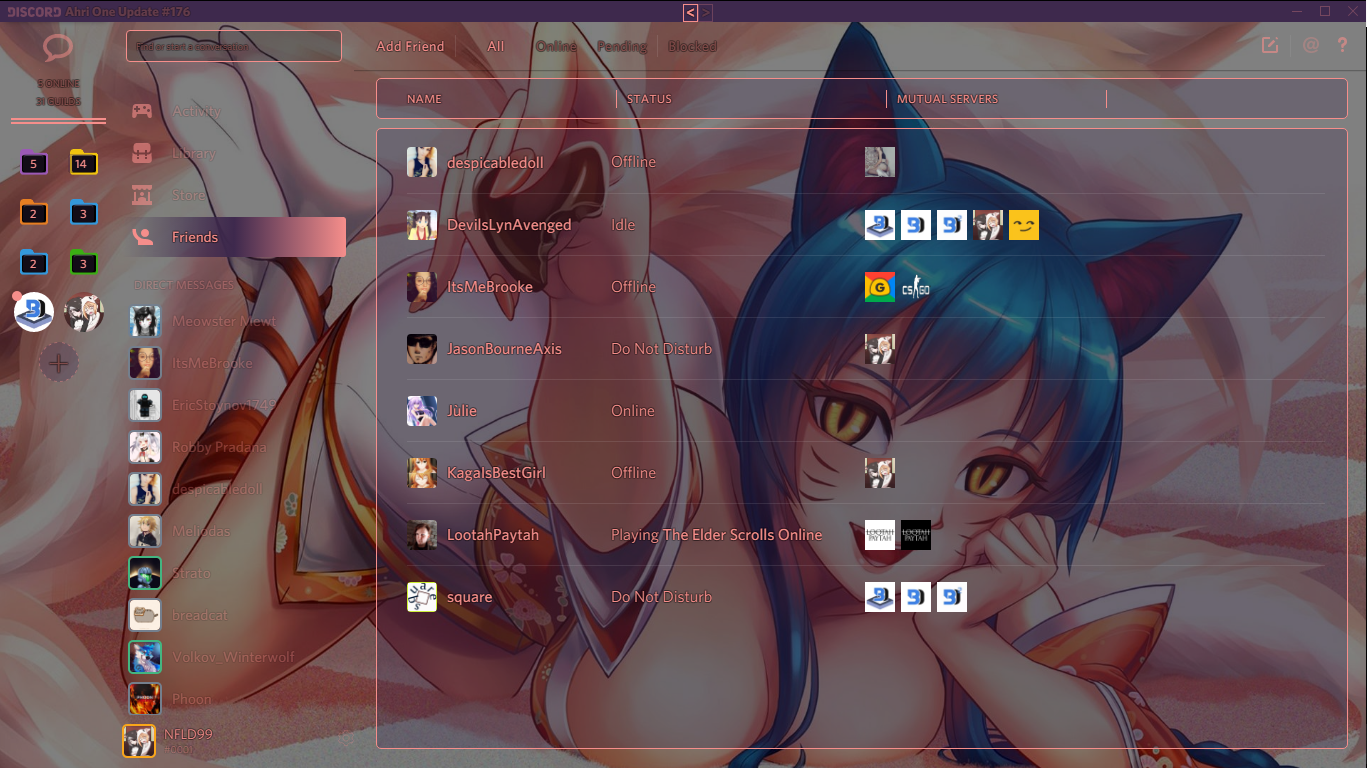 DISCORD Ahri One Update #176
< >
Find or start a conversation
Add Friend All Online Pending Blocked
@ ?
5 ONLINE
31 GUILDS
NAME STATUS MUTUAL SERVERS
Activity
Library
Store
Friends
5 14
2 3
2 3
DIRECT MESSAGES
Meowster Mewt
ItsMeBrooke
EricStoynov1749
Robby Pradana
despicabledoll
Meliodas
Strato
breadcat
Volkov_Winterwolf
Phoon
NFLD99
despicabledoll Offline
DevilsLynAvenged Idle
ItsMeBrooke Offline
G CS GO
JasonBourneAxis Do Not Disturb
Jùlie Online
KagaIsBestGirl Offline
LootahPaytah Playing The Elder Scrolls Online
LOOTAH PAYTAH LOOTAH PAYTAH
square Do Not Disturb
square